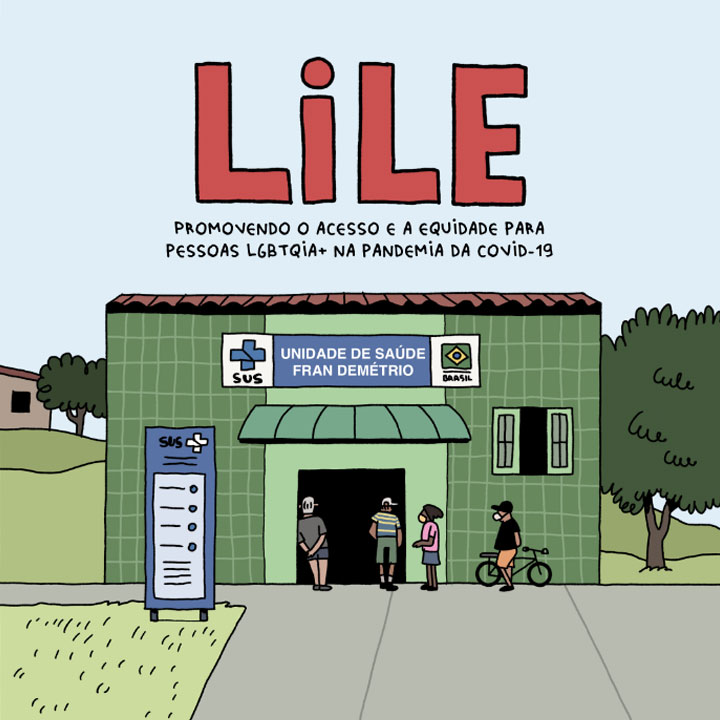 LiLE
PROMOVENDO O ACESSO E A EQUIDADE PARA
PESSOAS LGBTQIA+ NA PANDEMIA DA COVID-19
SUS
UNIDADE DE SAÚDE
FRAN DEMÉTRIO
BRASIL
SUS